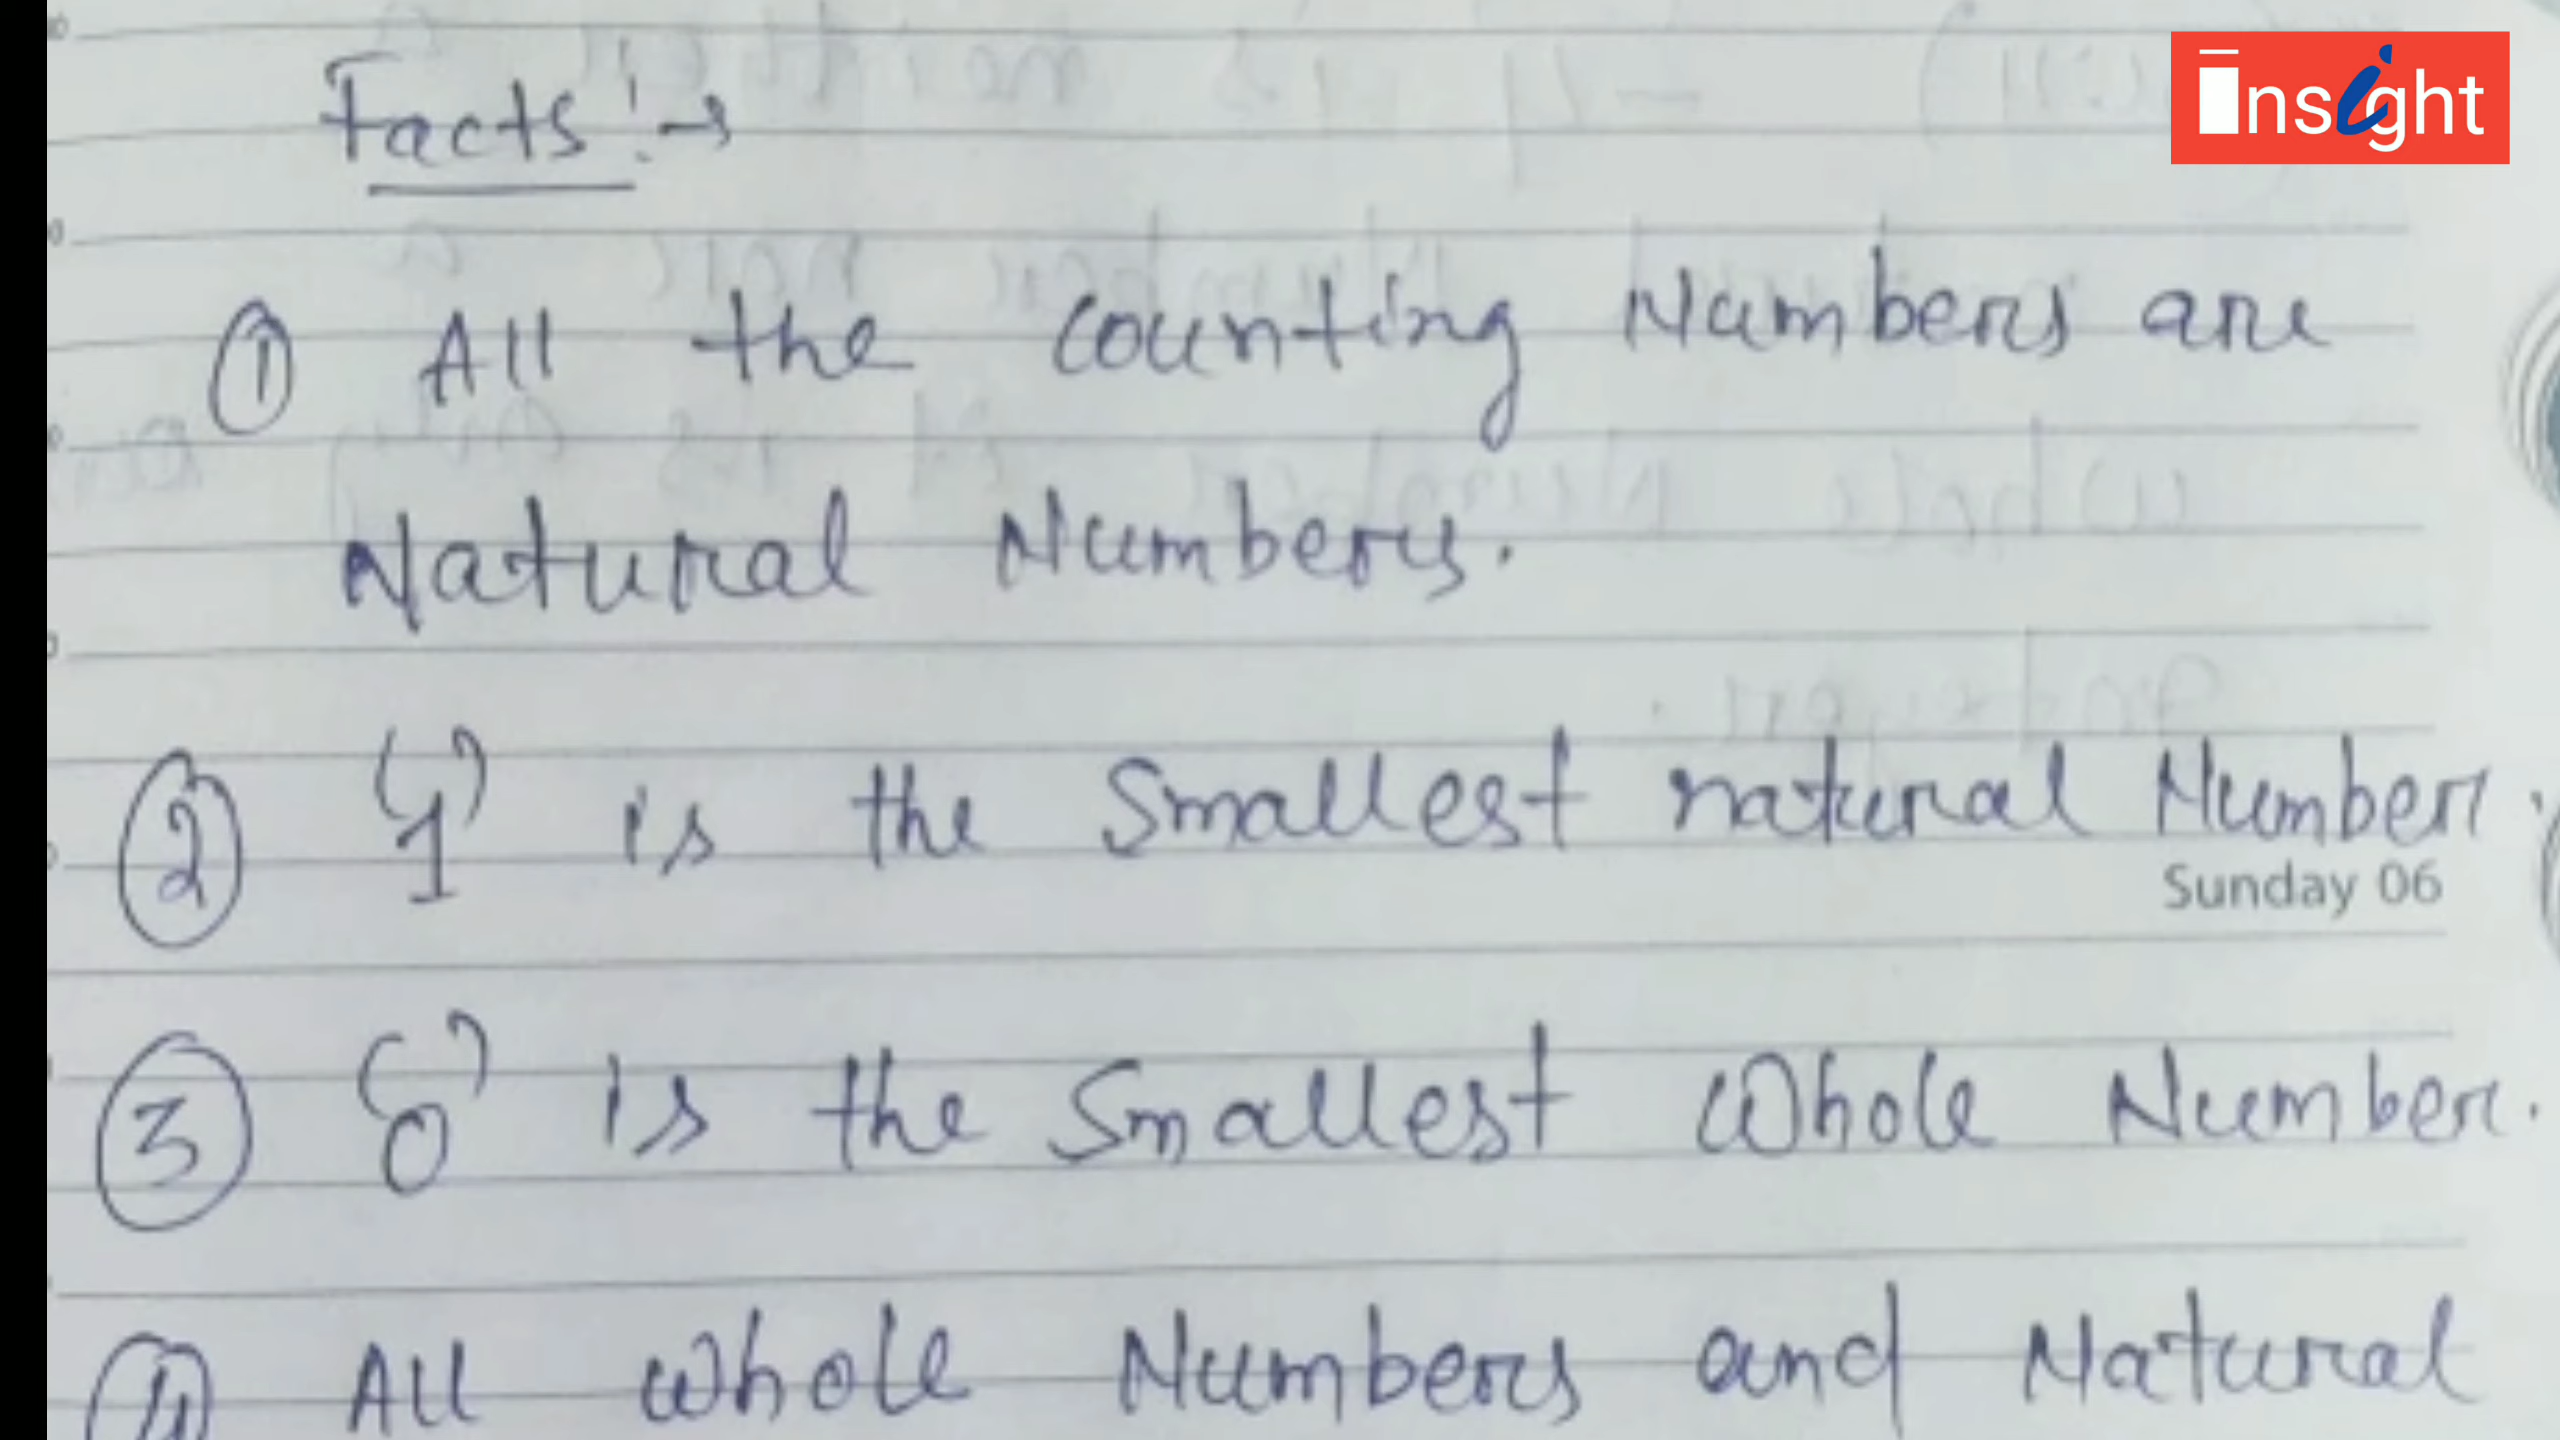 Insight
Facts :→
① All the counting Numbers are
Natural Numbers.
② '1' is the Smallest natural Number.
Sunday 06
③ '0' is the Smallest Whole Number.
④ All whole Numbers and Natural